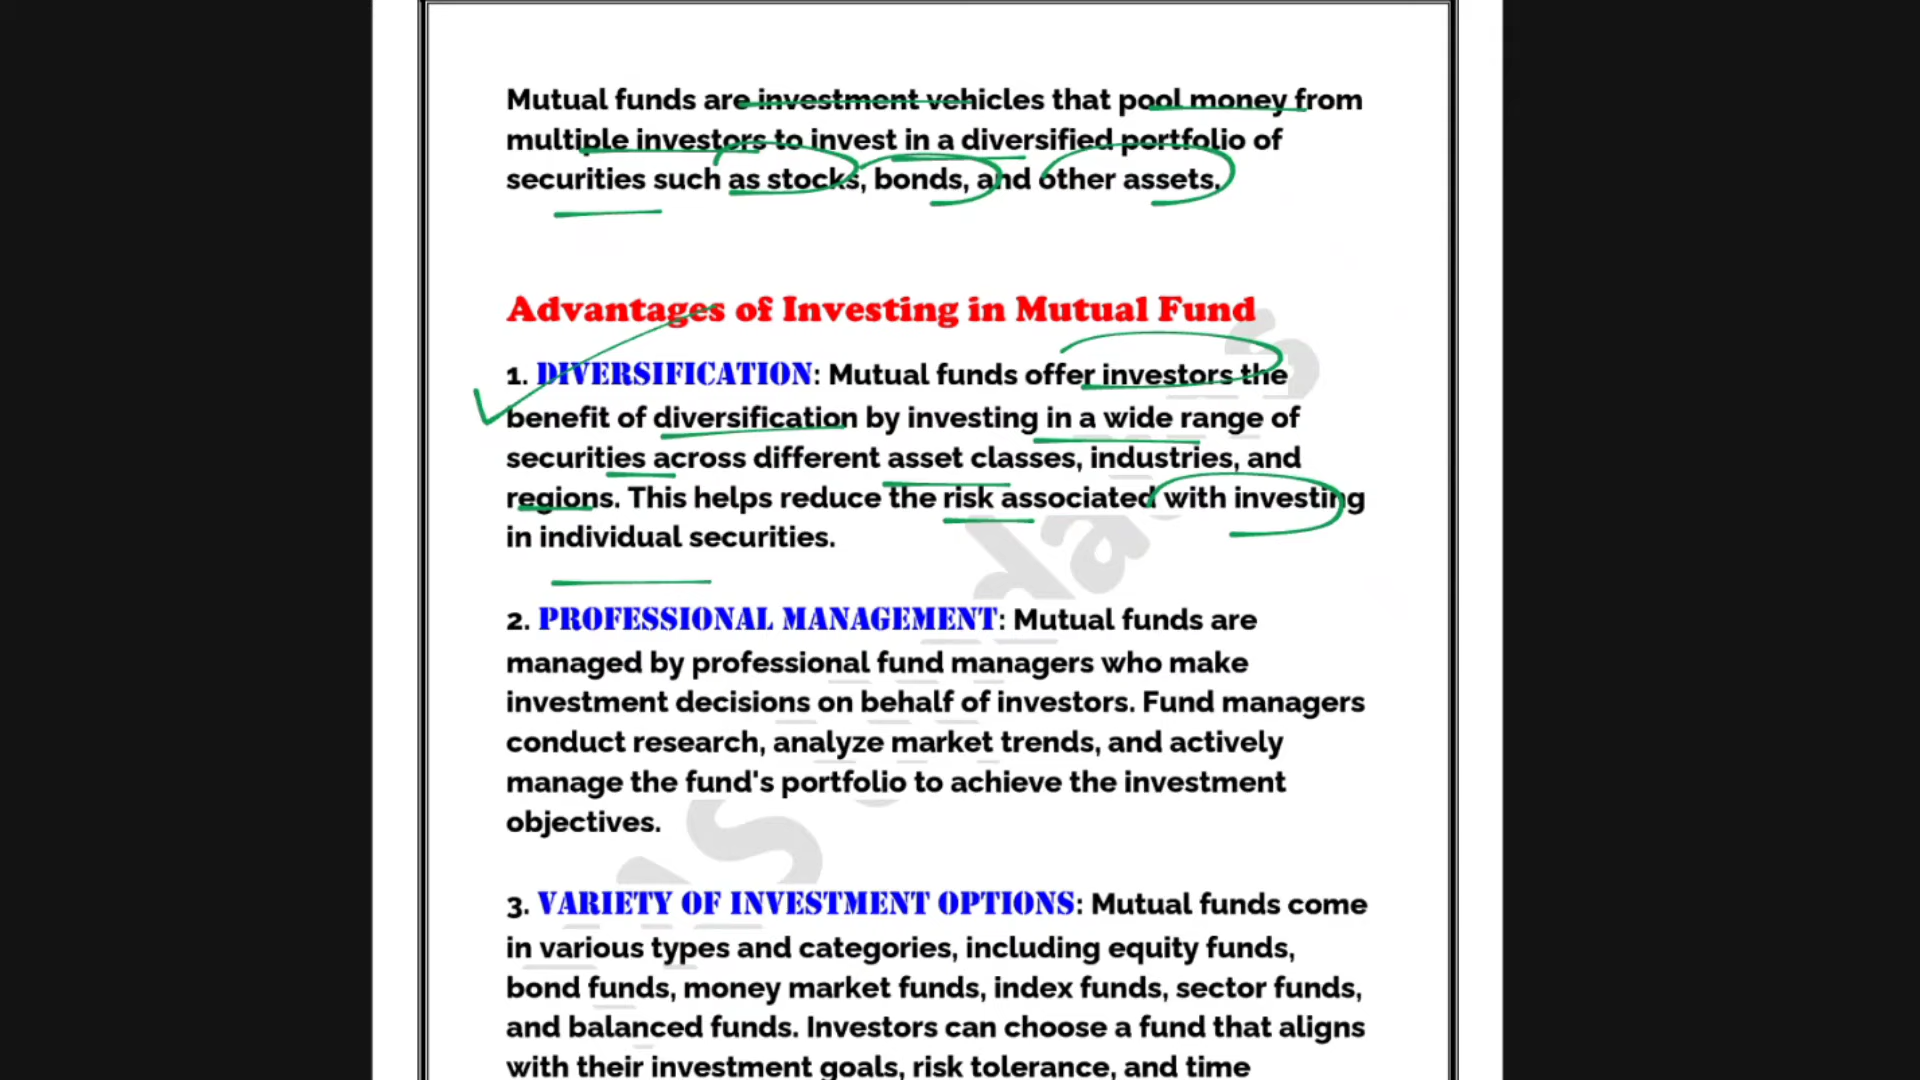 Mutual funds are investment vehicles that pool money from
multiple investors to invest in a diversified portfolio of
securities such as stocks, bonds, and other assets.
Advantages of Investing in Mutual Fund
1. DIVERSIFICATION: Mutual funds offer investors the
benefit of diversification by investing in a wide range of
securities across different asset classes, industries, and
regions. This helps reduce the risk associated with investing
in individual securities.
2. PROFESSIONAL MANAGEMENT: Mutual funds are
managed by professional fund managers who make
investment decisions on behalf of investors. Fund managers
conduct research, analyze market trends, and actively
manage the fund's portfolio to achieve the investment
objectives.
3. VARIETY OF INVESTMENT OPTIONS: Mutual funds come
in various types and categories, including equity funds,
bond funds, money market funds, index funds, sector funds,
and balanced funds. Investors can choose a fund that aligns
with their investment goals, risk tolerance, and time